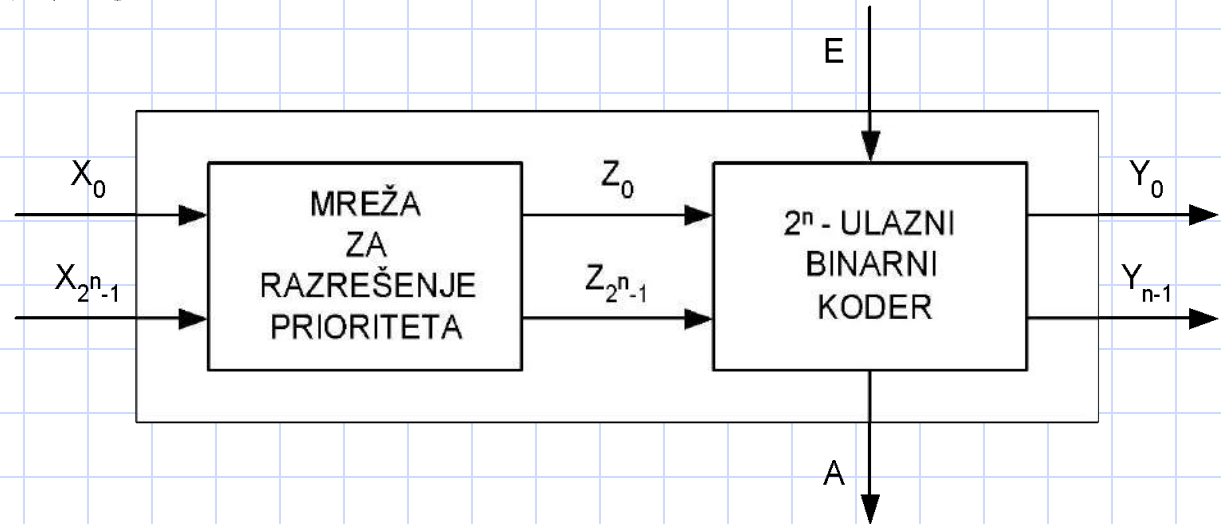 E
X₀
MREŽA
ZA
RAZREŠENJE
PRIORITETA
X₂ⁿ₋₁
Z₀
Z₂ⁿ₋₁
2ⁿ - ULAZNI
BINARNI
KODER
Y₀
Yₙ₋₁
A